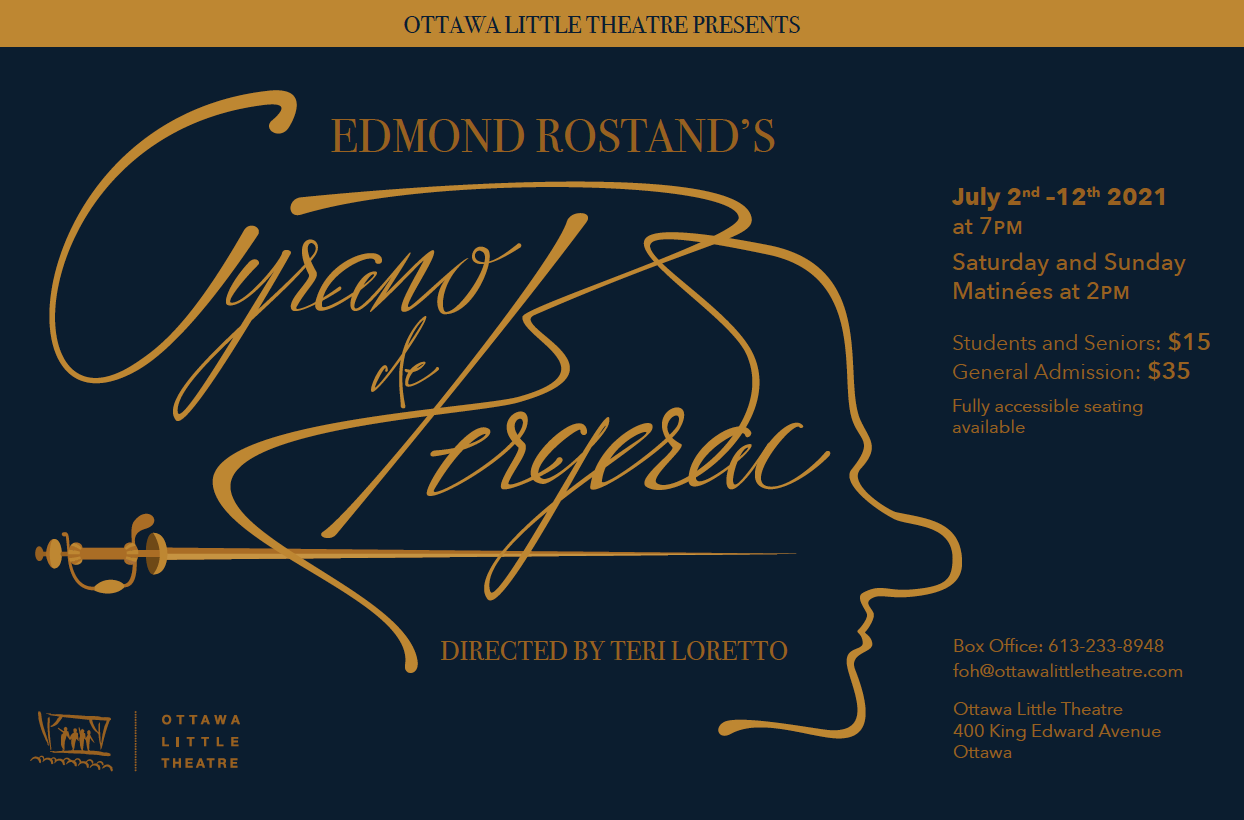 OTTAWA LITTLE THEATRE PRESENTS
EDMOND ROSTAND’S
Cyrano
de
Bergerac
DIRECTED BY TERI LORETTO
July 2nd -12th 2021
at 7PM
Saturday and Sunday
Matinées at 2PM
Students and Seniors: $15
General Admission: $35
Fully accessible seating
available
Box Office: 613-233-8948
foh@ottawalittletheatre.com
Ottawa Little Theatre
400 King Edward Avenue
Ottawa
OTTAWA
LITTLE
THEATRE